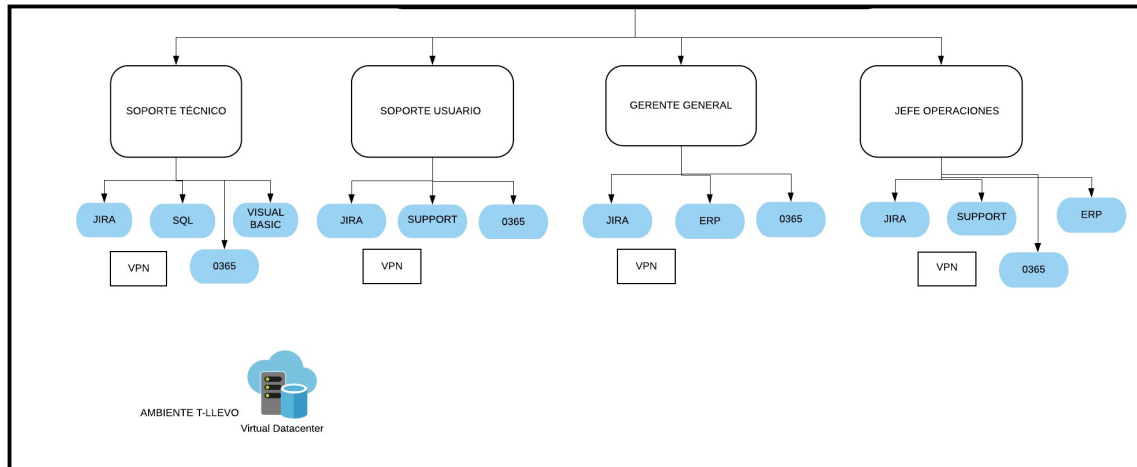 SOPORTE TÉCNICO
SOPORTE USUARIO
GERENTE GENERAL
JEFE OPERACIONES
JIRA
SQL
VISUAL
BASIC
0365
VPN
JIRA
SUPPORT
0365
VPN
JIRA
ERP
0365
VPN
JIRA
SUPPORT
ERP
0365
VPN
AMBIENTE T-LLEVO
Virtual Datacenter